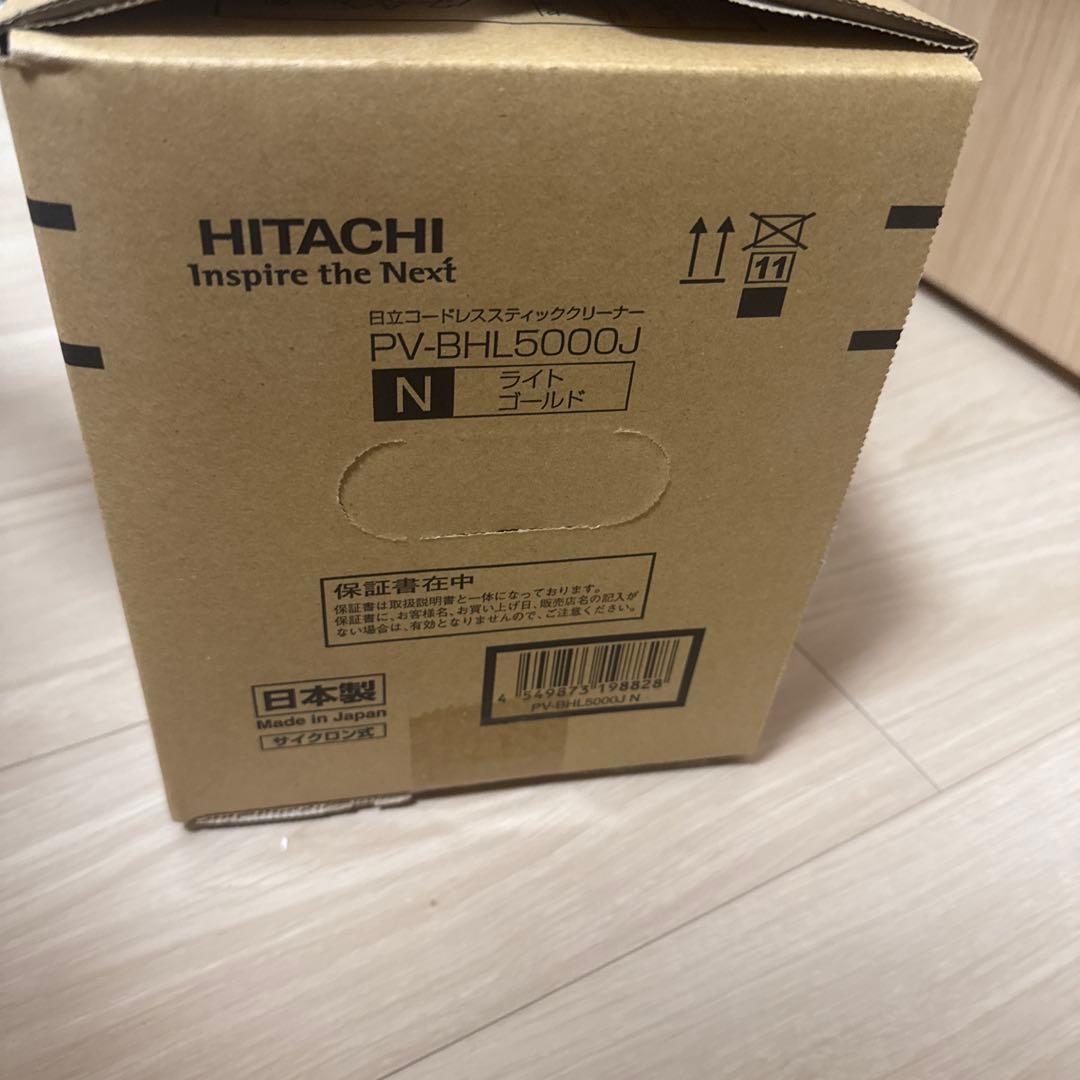 HITACHI
Inspire the Next
日立コードレススティッククリーナー
PV-BHL5000J
N
ライト
ゴールド
11
保証書在中
保証書は取扱説明書と一体になっております。
保証書に、お客様名、お買い上げ日、販売店名の記入が
ない場合は、有効となりませんので、ご注意ください。
日本製
Made in Japan
サイクロン式
4 549873 198828
PV-BHL5000J N